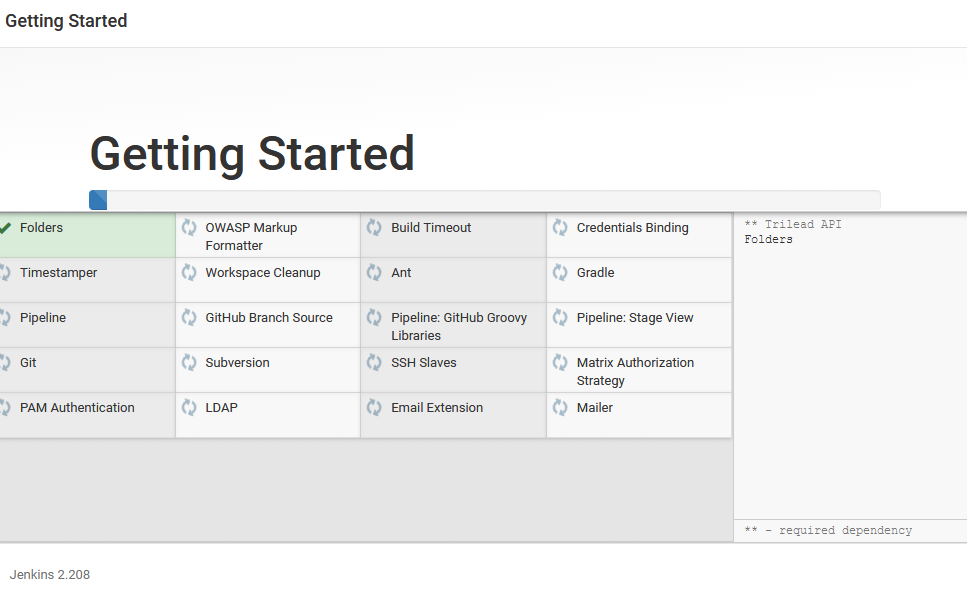 Getting Started
Getting Started
Folders
OWASP Markup
Formatter
Build Timeout
Credentials Binding
Timestamper
Workspace Cleanup
Ant
Gradle
Pipeline
GitHub Branch Source
Pipeline: GitHub Groovy
Libraries
Pipeline: Stage View
Git
Subversion
SSH Slaves
Matrix Authorization
Strategy
PAM Authentication
LDAP
Email Extension
Mailer
** Trilead API
Folders
** - required dependency
Jenkins 2.208